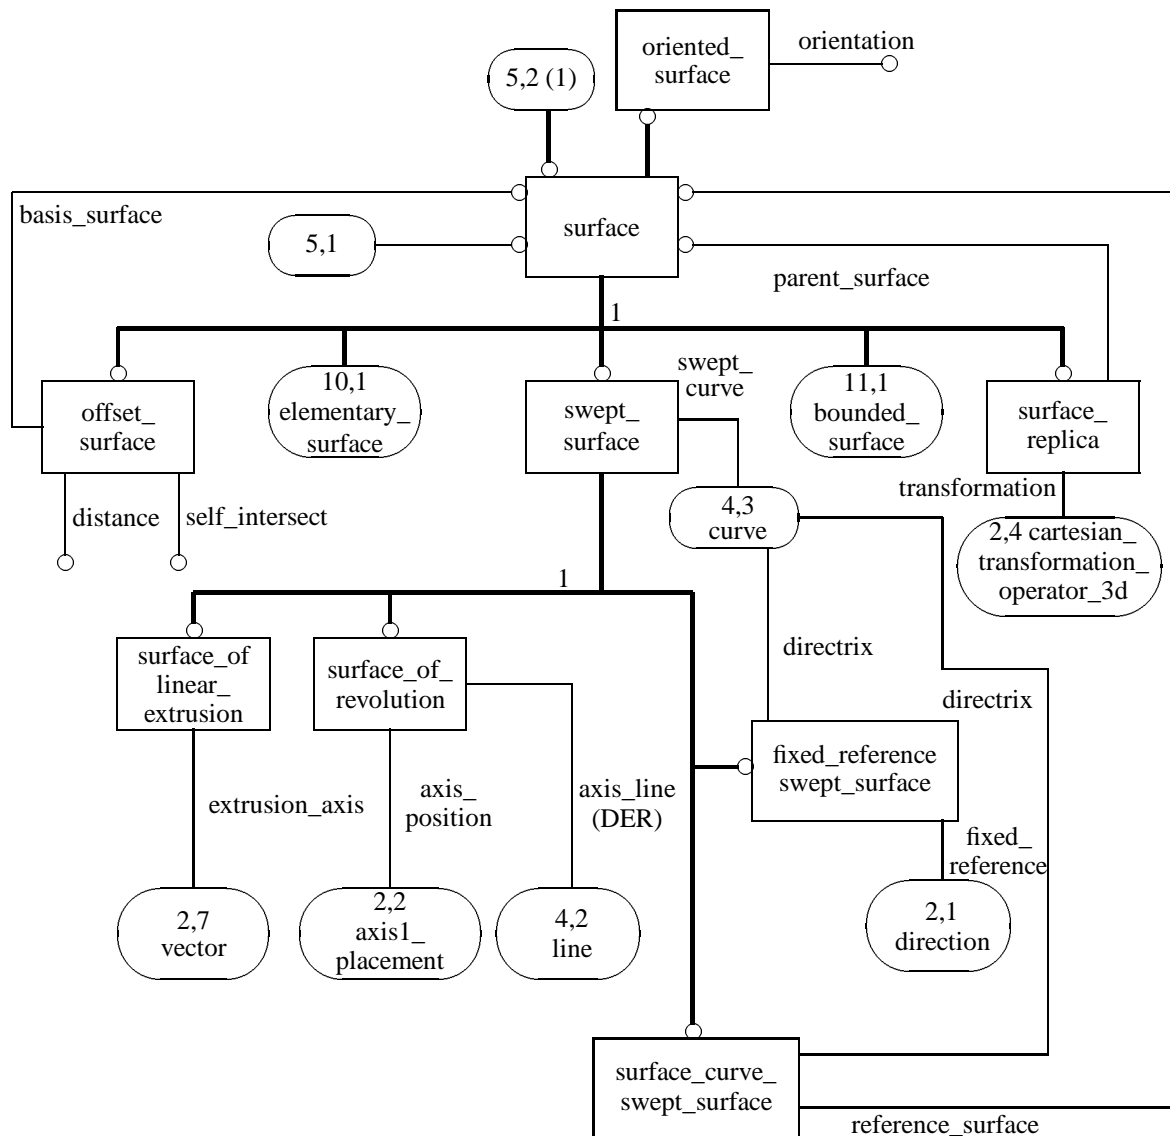 orientation
oriented_
surface
5,2 (1)
basis_surface
surface
5,1
parent_surface
1
swept_
curve
offset_
surface
10,1
elementary_
surface
swept_
surface
11,1
bounded_
surface
surface_
replica
distance
self_intersect
4,3
curve
transformation
2,4 cartesian_
transformation_
operator_3d
1
surface_of
linear_
extrusion
surface_of_
revolution
directrix
directrix
fixed_reference
swept_surface
extrusion_axis
axis_
position
axis_line
(DER)
fixed_
reference
2,7
vector
2,2
axis1_
placement
4,2
line
2,1
direction
surface_curve_
swept_surface
reference_surface